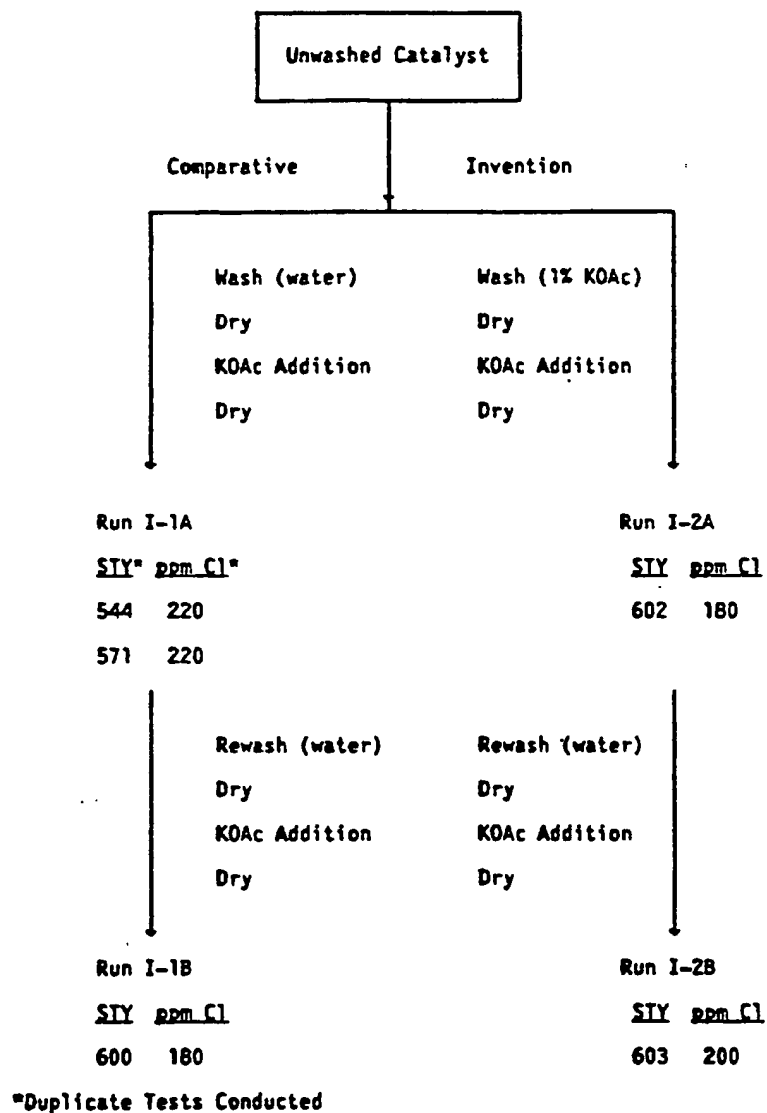 Unwashed Catalyst
Comparative Invention
Wash (water) Wash (1% KOAc)
Dry Dry
KOAc Addition KOAc Addition
Dry Dry
Run I-1A Run I-2A
STY* ppm Cl* STY ppm Cl
544 220 602 180
571 220
Rewash (water) Rewash (water)
Dry Dry
KOAc Addition KOAc Addition
Dry Dry
Run I-1B Run I-2B
STY ppm Cl STY ppm Cl
600 180 603 200
*Duplicate Tests Conducted